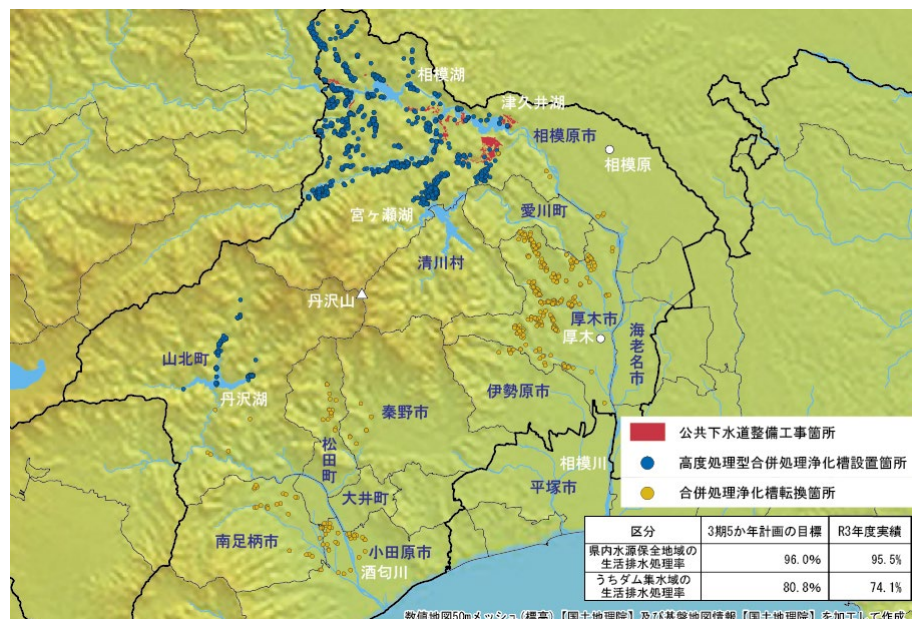 相模湖
津久井湖
相模原市
相模原
宮ヶ瀬湖
愛川町
清川村
丹沢山
厚木市
厚木
海老名市
山北町
丹沢湖
伊勢原市
秦野市
松田町
相模川
平塚市
大井町
南足柄市
小田原市
酒匂川
公共下水道整備工事箇所
高度処理型合併処理浄化槽設置箇所
合併処理浄化槽転換箇所
区分 3期5か年計画の目標 R3年度実績
県内水源保全地域の
生活排水処理率 96.0% 95.5%
うちダム集水域の
生活排水処理率 80.8% 74.1%
数値地図50mメッシュ(標高)【国土地理院】及び基盤地図情報【国土地理院】を加工して作成